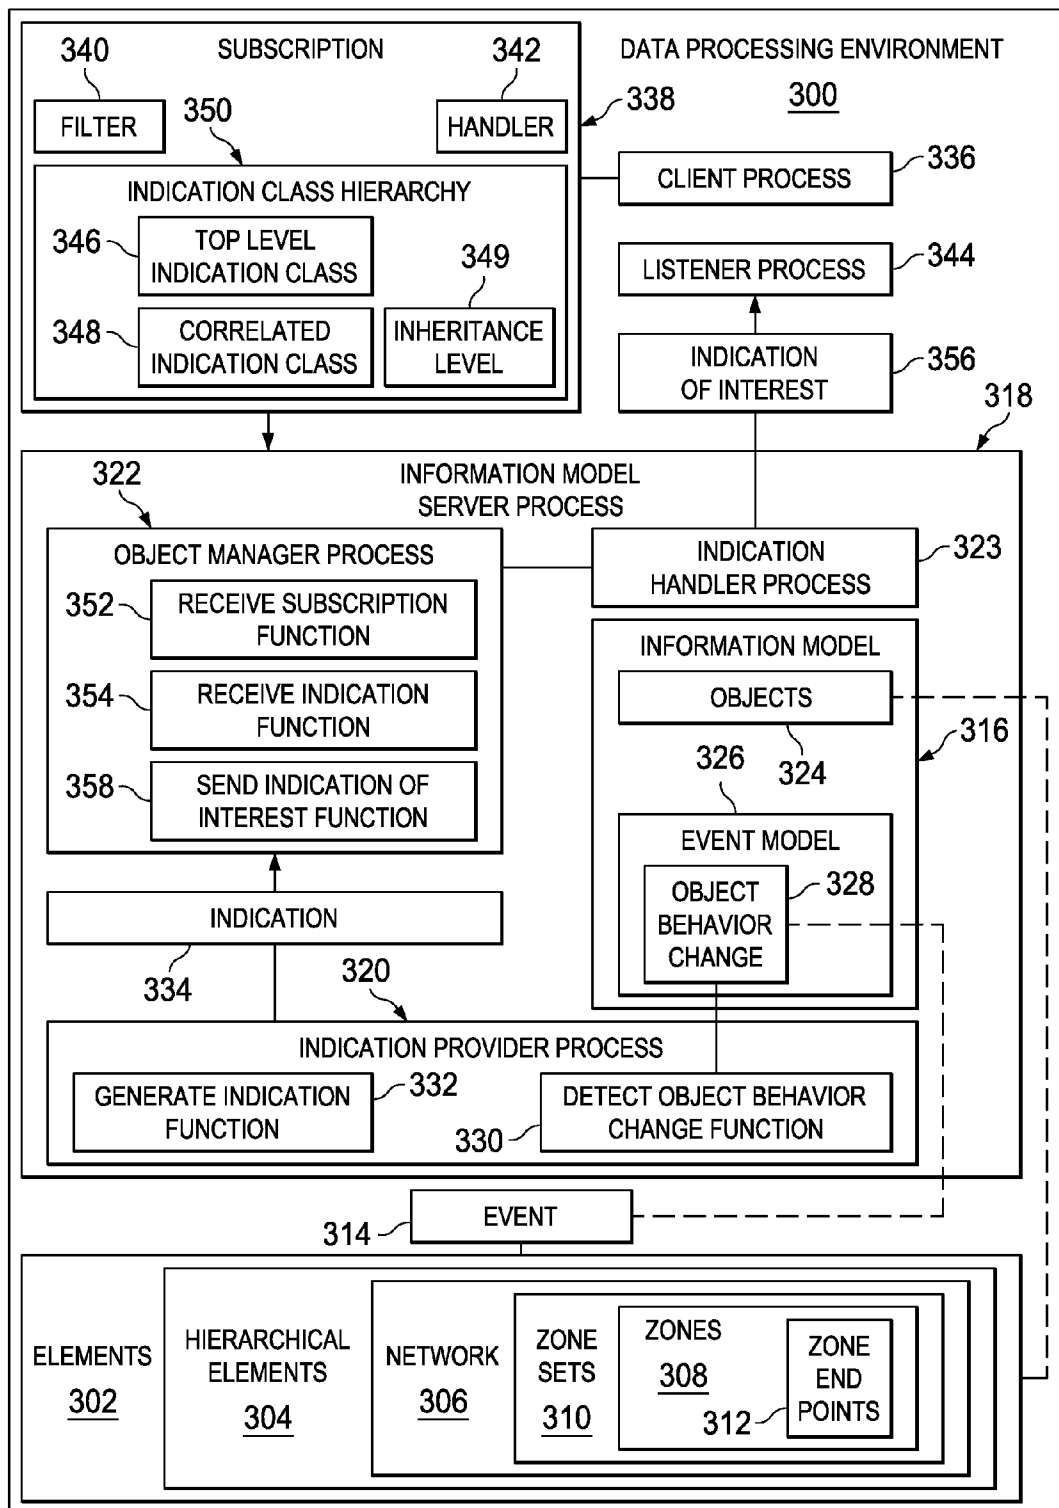 SUBSCRIPTION
DATA PROCESSING ENVIRONMENT
300
340
342
338
FILTER
350
HANDLER
336
CLIENT PROCESS
INDICATION CLASS HIERARCHY
346
TOP LEVEL
INDICATION CLASS
349
344
LISTENER PROCESS
348
CORRELATED
INDICATION CLASS
INHERITANCE
LEVEL
INDICATION
OF INTEREST
356
318
INFORMATION MODEL
SERVER PROCESS
322
OBJECT MANAGER PROCESS
INDICATION
HANDLER PROCESS
323
352
RECEIVE SUBSCRIPTION
FUNCTION
INFORMATION MODEL
354
RECEIVE INDICATION
FUNCTION
OBJECTS
324
316
326
358
SEND INDICATION OF
INTEREST FUNCTION
EVENT MODEL
OBJECT
BEHAVIOR
CHANGE
328
INDICATION
334
320
INDICATION PROVIDER PROCESS
GENERATE INDICATION
FUNCTION
332
DETECT OBJECT BEHAVIOR
CHANGE FUNCTION
330
EVENT
314
ELEMENTS
302
HIERARCHICAL
ELEMENTS
304
NETWORK
306
ZONE
SETS
310
ZONES
308
ZONE
END
POINTS
312